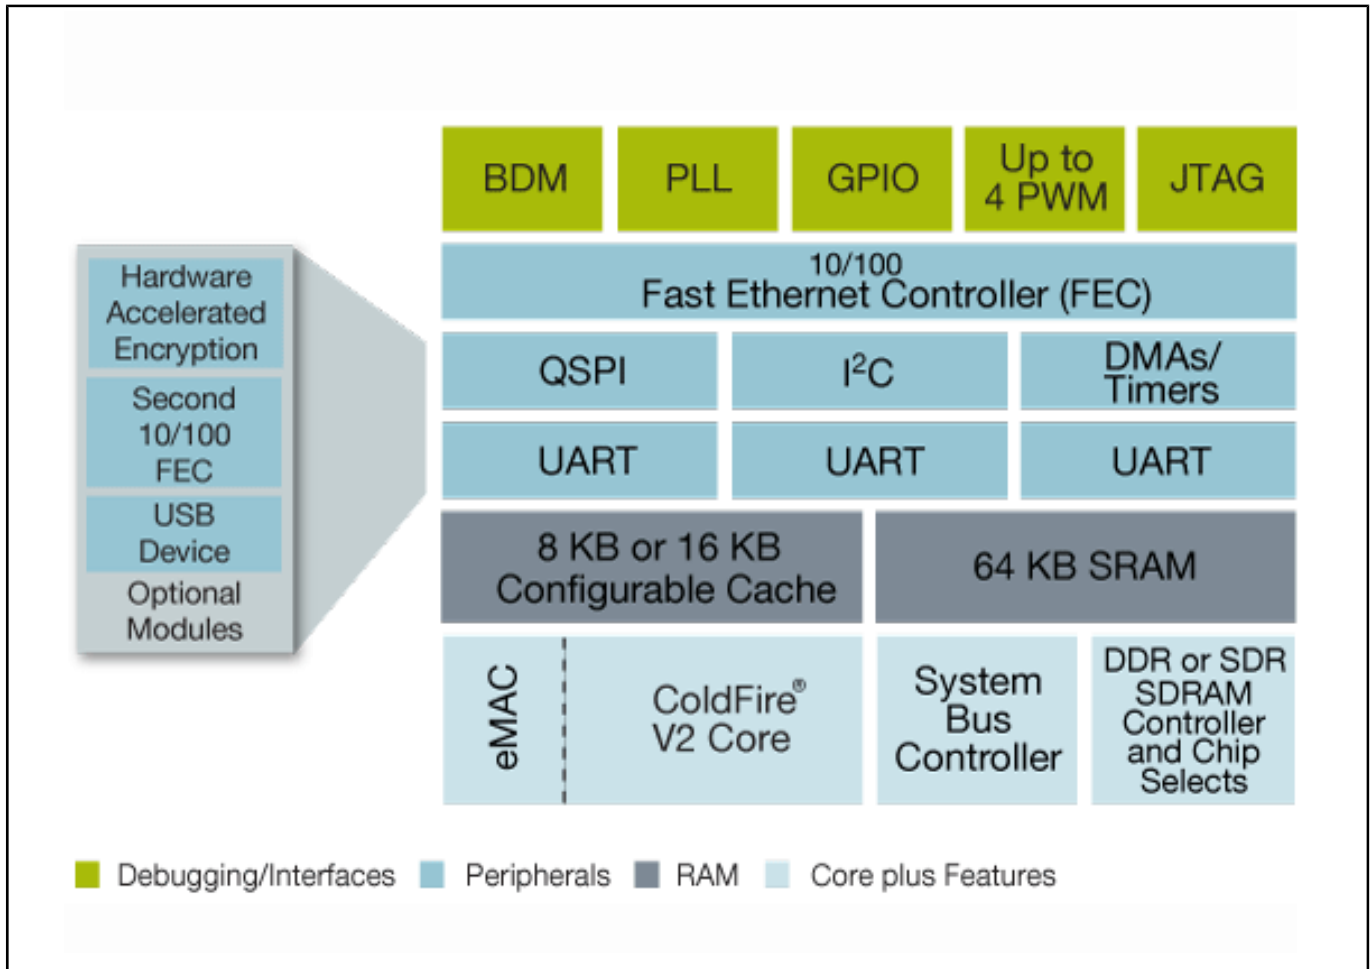 BDM
PLL
GPIO
Up to
4 PWM
JTAG
10/100
Fast Ethernet Controller (FEC)
Hardware
Accelerated
Encryption
Second
10/100
FEC
USB
Device
Optional
Modules
QSPI
I²C
DMAs/
Timers
UART
UART
UART
8 KB or 16 KB
Configurable Cache
64 KB SRAM
eMAC
ColdFire®
V2 Core
System
Bus
Controller
DDR or SDR
SDRAM
Controller
and Chip
Selects
Debugging/Interfaces
Peripherals
RAM
Core plus Features